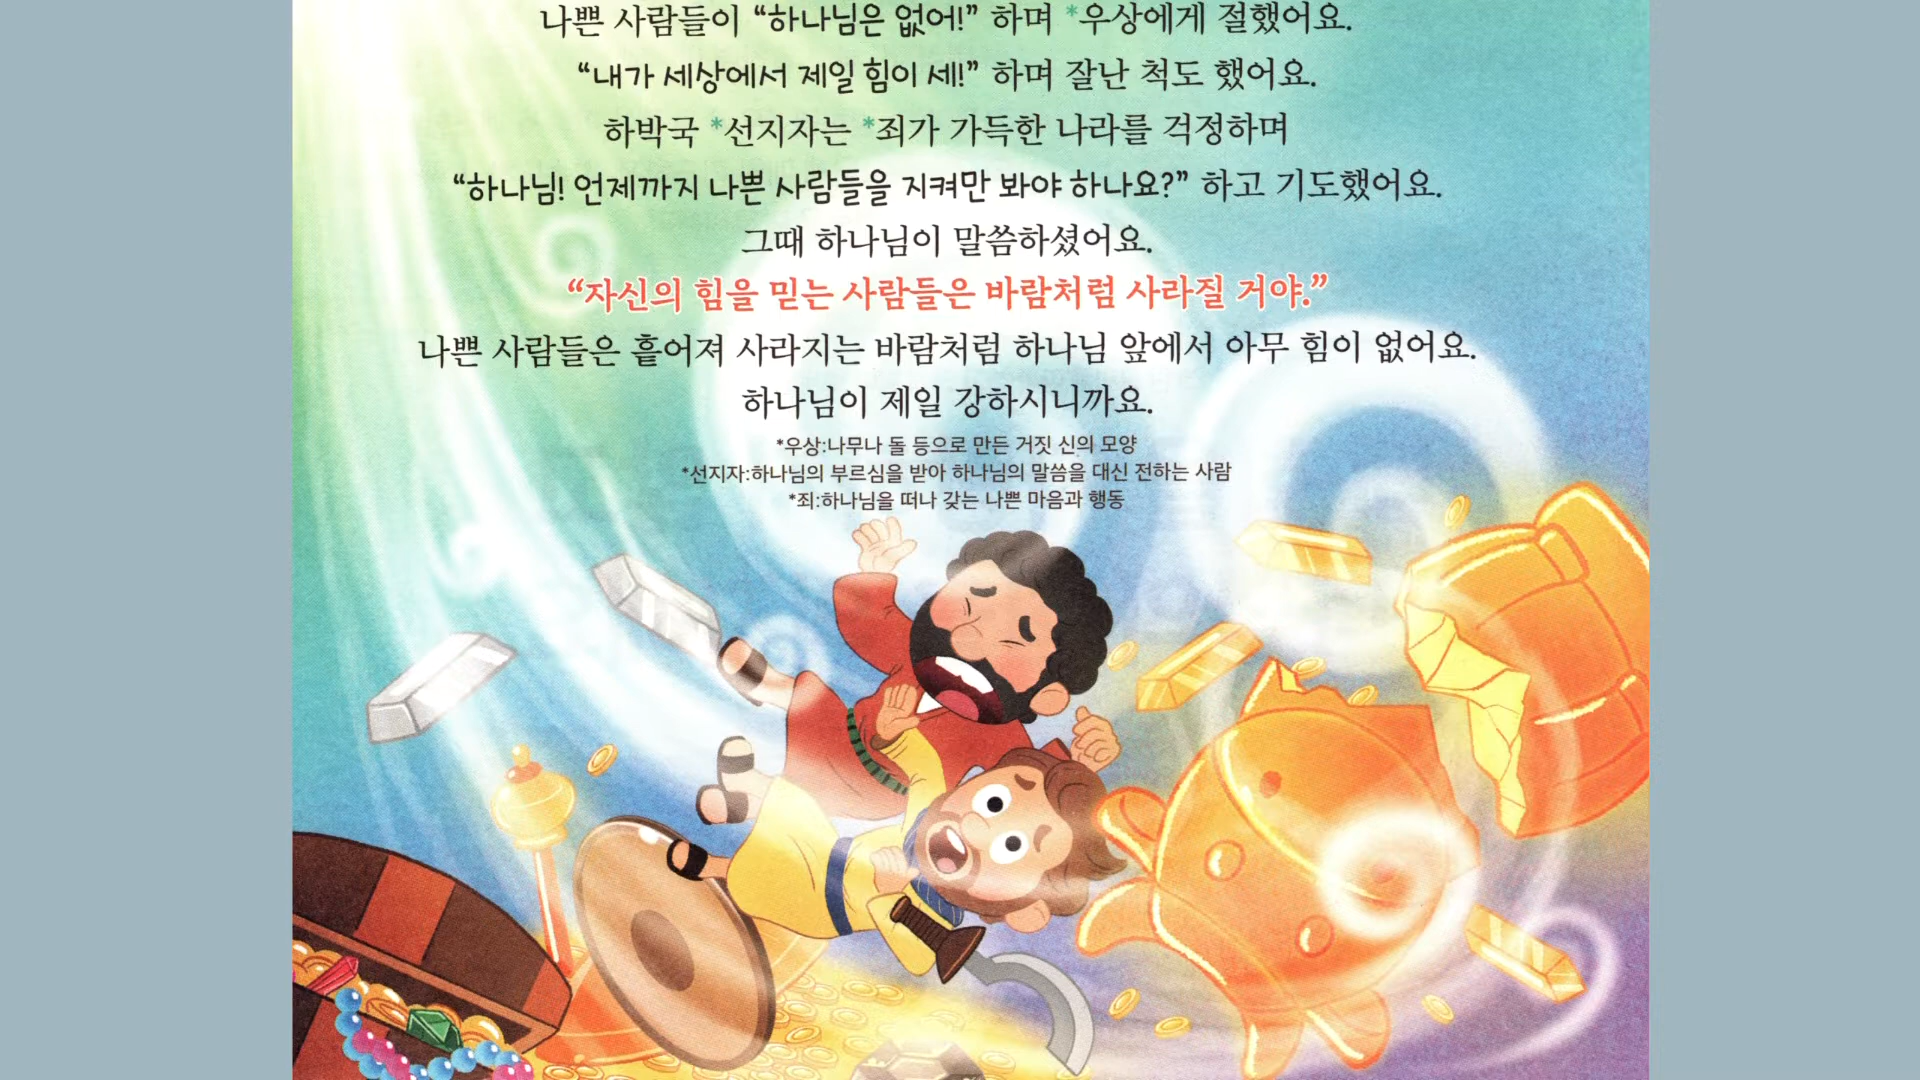 나쁜 사람들이 “하나님은 없어!” 하며 *우상에게 절했어요.
“내가 세상에서 제일 힘이 세!” 하며 잘난 척도 했어요.
하박국 *선지자는 *죄가 가득한 나라를 걱정하며
“하나님! 언제까지 나쁜 사람들을 지켜만 봐야 하나요?” 하고 기도했어요.
그때 하나님이 말씀하셨어요.
“자신의 힘을 믿는 사람들은 바람처럼 사라질 거야.”
나쁜 사람들은 흩어져 사라지는 바람처럼 하나님 앞에서 아무 힘이 없어요.
하나님이 제일 강하시니까요.
*우상:나무나 돌 등으로 만든 거짓 신의 모양
*선지자:하나님의 부르심을 받아 하나님의 말씀을 대신 전하는 사람
*죄:하나님을 떠나 갖는 나쁜 마음과 행동